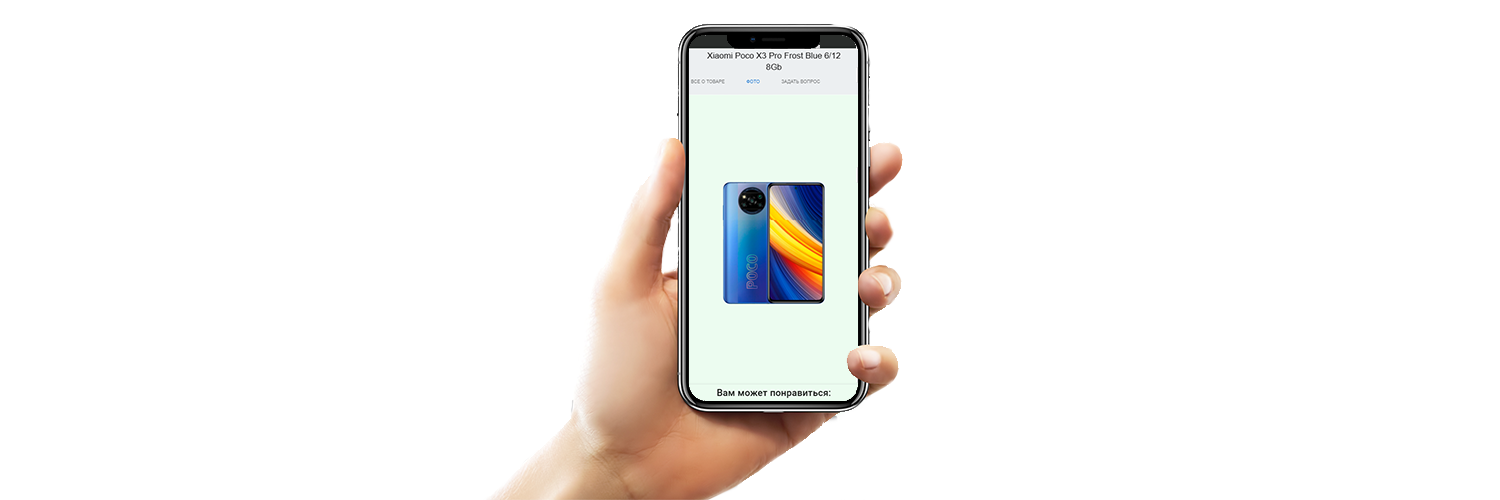 Xiaomi Poco X3 Pro Frost Blue 6/12
8Gb
ВСЕ О ТОВАРЕ ФОТО ЗАДАТЬ ВОПРОС
POCO
Вам может понравиться: